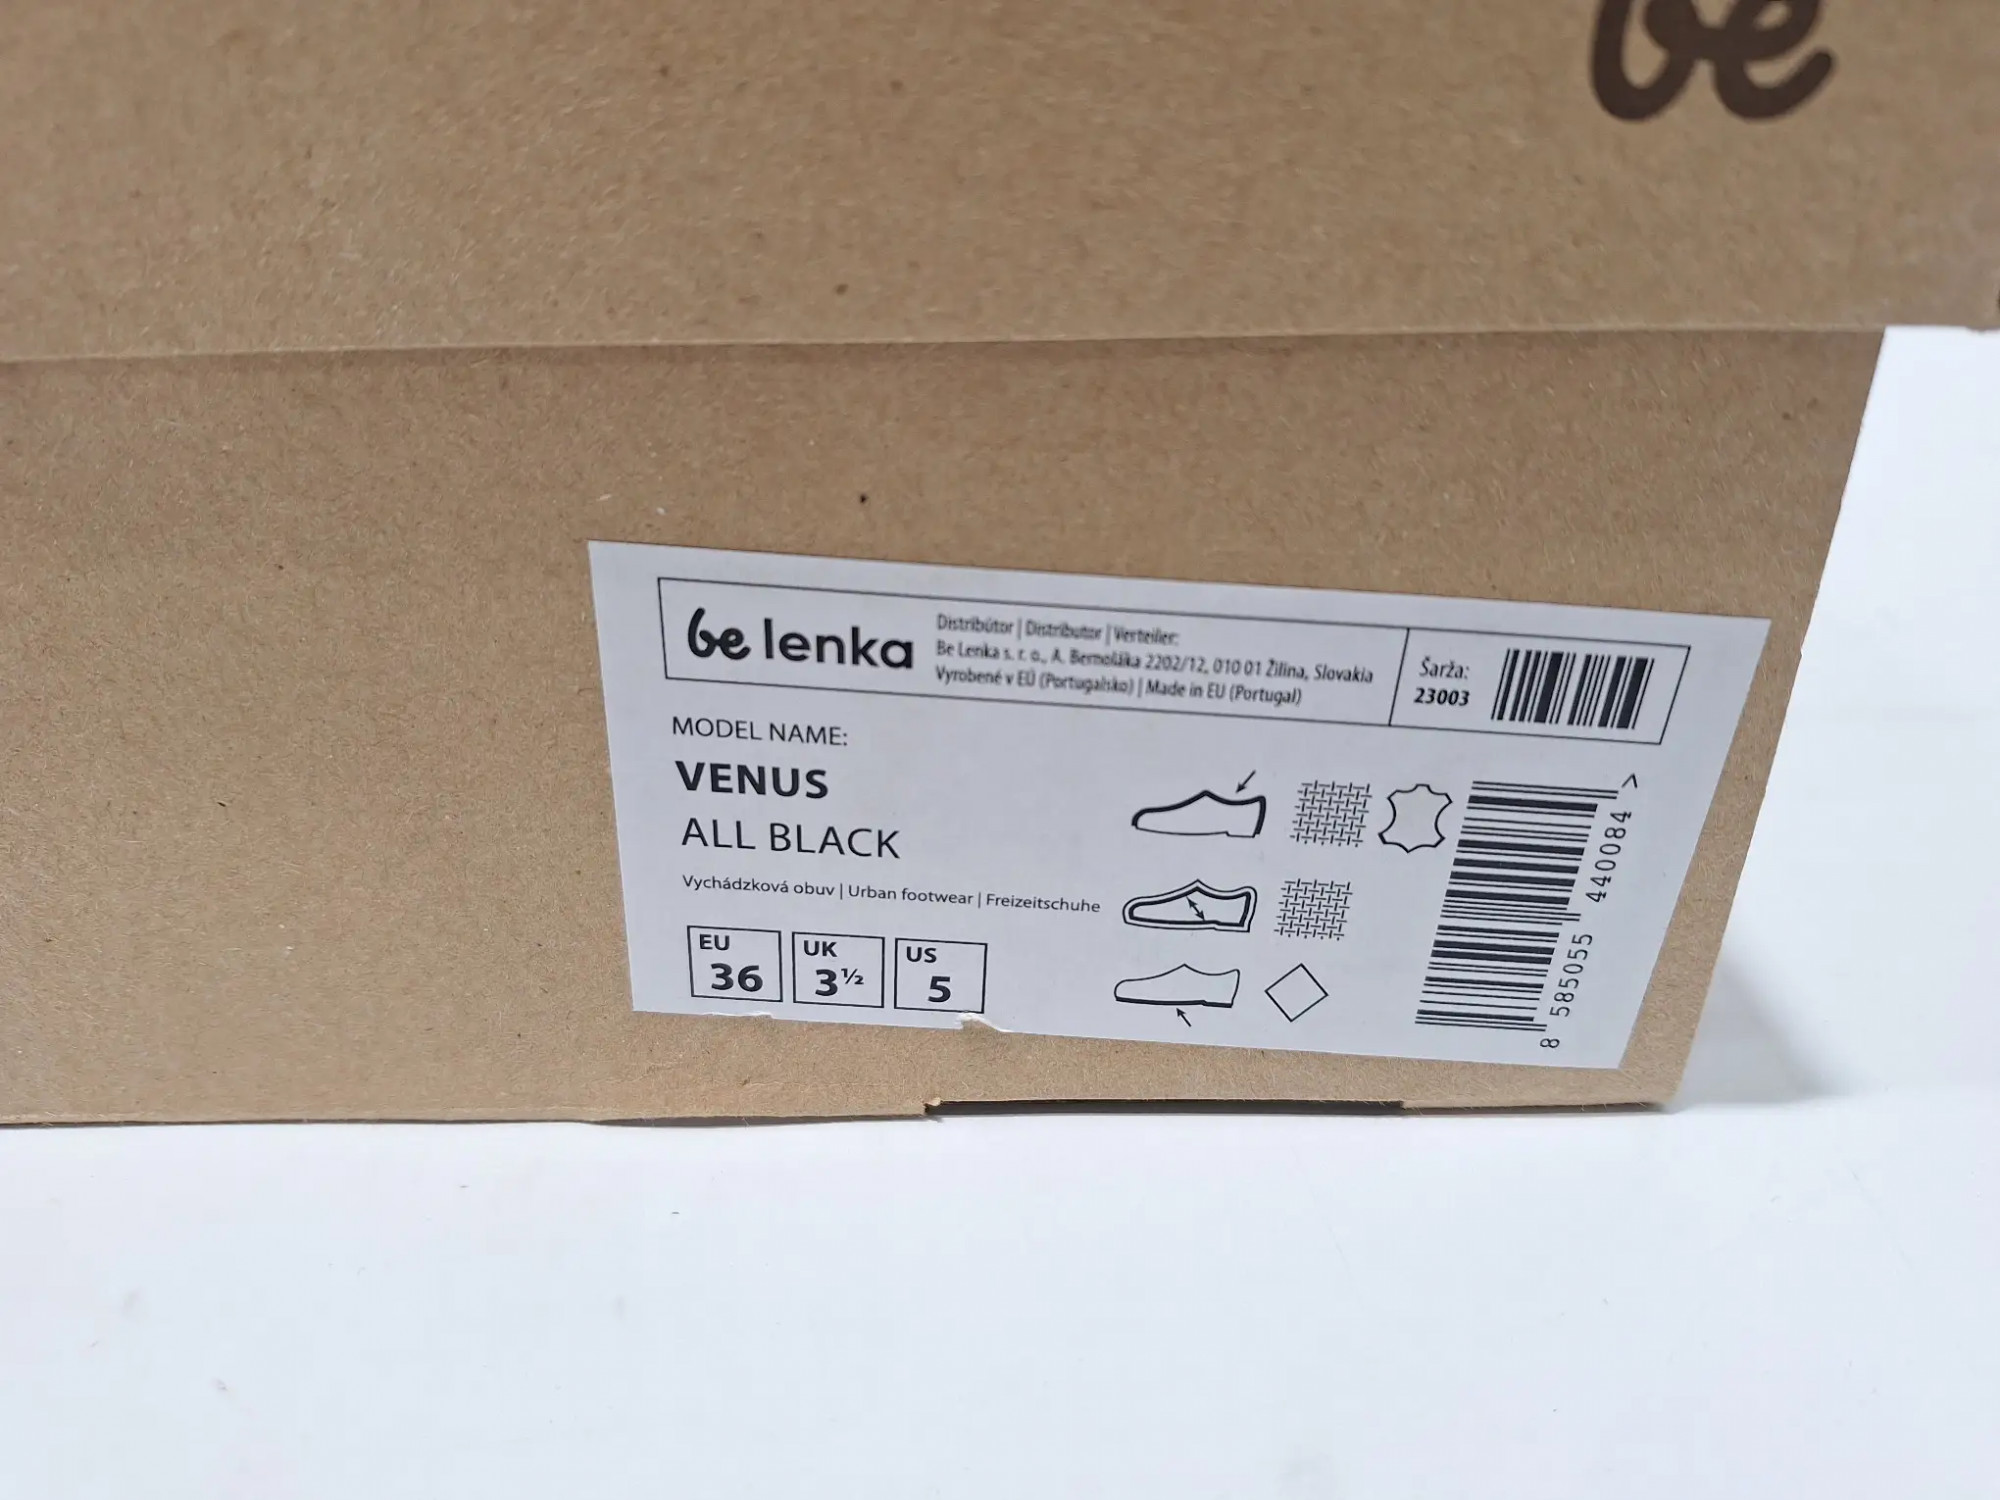 be
be lenka
Distribútor | Distributor | Verteiler:
Be Lenka s. r. o., A. Bernoláka 2202/12, 010 01 Žilina, Slovakia
Vyrobené v EÚ (Portugalsko) | Made in EU (Portugal)
Šarža:
23003
MODEL NAME:
VENUS
ALL BLACK
Vychádzková obuv | Urban footwear | Freizeitschuhe
EU
36
UK
3½
US
5
8 585055 440084 >